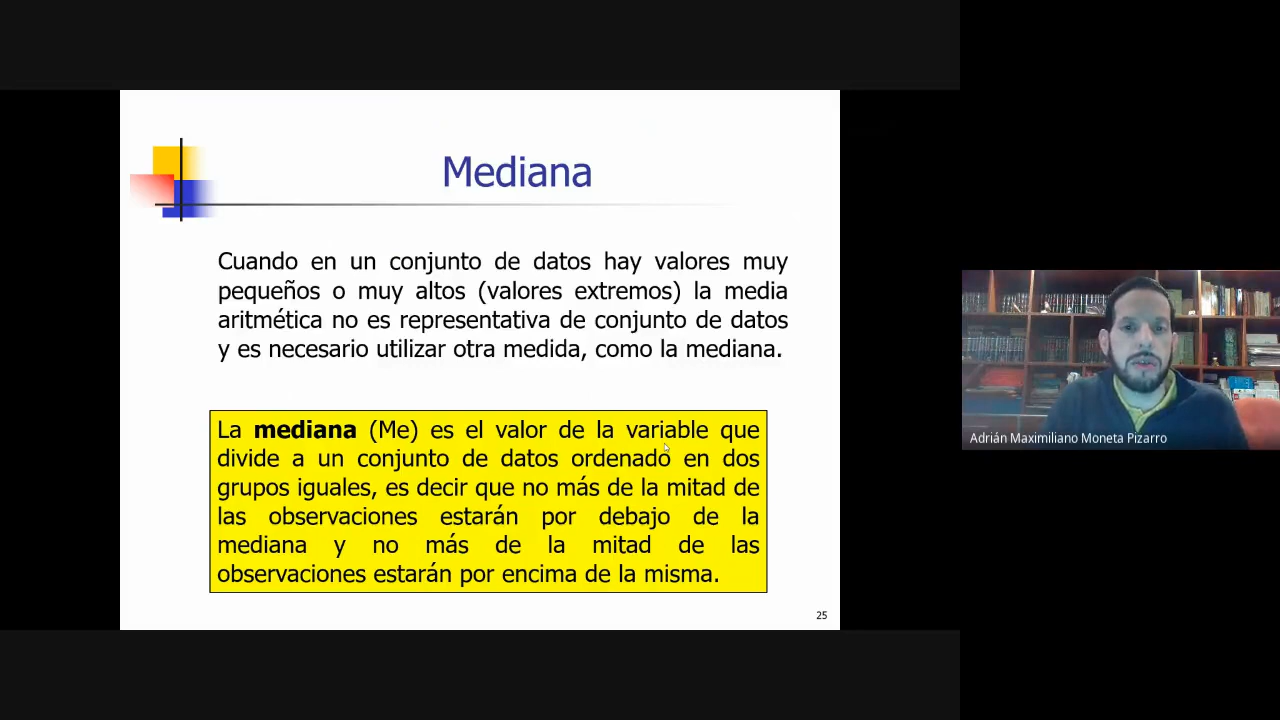 Mediana
Cuando en un conjunto de datos hay valores muy
pequeños o muy altos (valores extremos) la media
aritmética no es representativa de conjunto de datos
y es necesario utilizar otra medida, como la mediana.
La mediana (Me) es el valor de la variable que
divide a un conjunto de datos ordenado en dos
grupos iguales, es decir que no más de la mitad de
las observaciones estarán por debajo de la
mediana y no más de la mitad de las
observaciones estarán por encima de la misma.
25
Adrián Maximiliano Moneta Pizarro